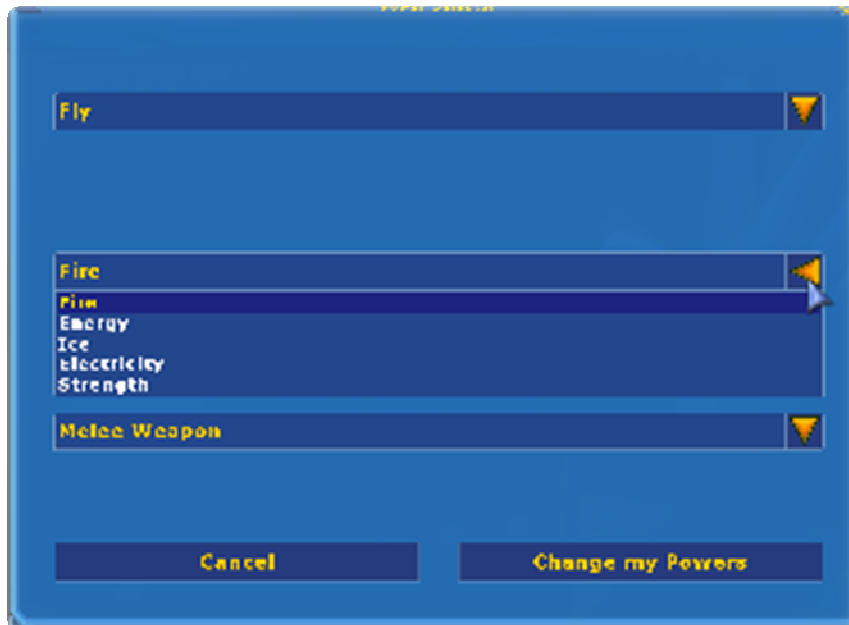 Fly
Fire
Fire
Energy
Ice
Electricity
Strength
Melee Weapon
Cancel
Change my Powers